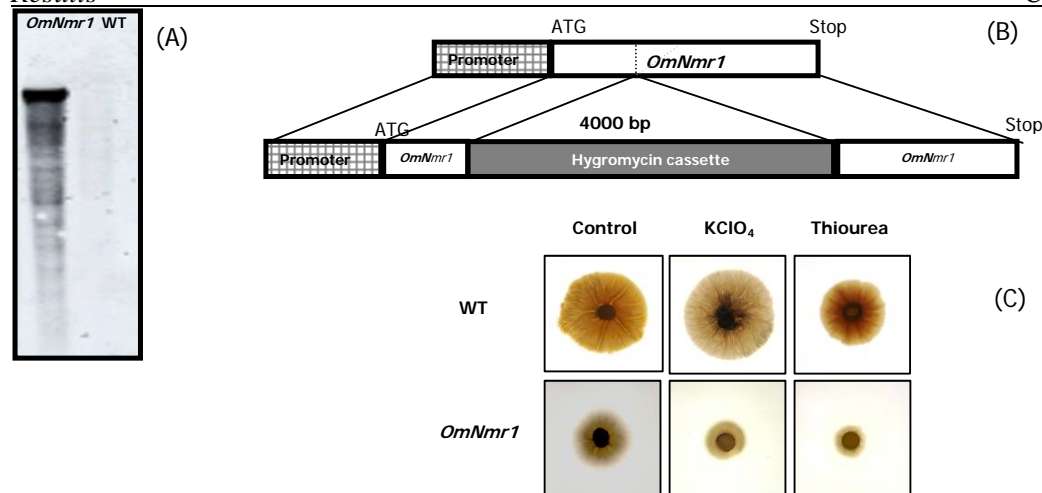 Results
OmNmr1 WT
(A)
ATG
Stop
(B)
Promoter
OmNmr1
4000 bp
ATG
Stop
Promoter
OmNmr1
Hygromycin cassette
OmNmr1
Control
KClO₄
Thiourea
WT
(C)
OmNmr1